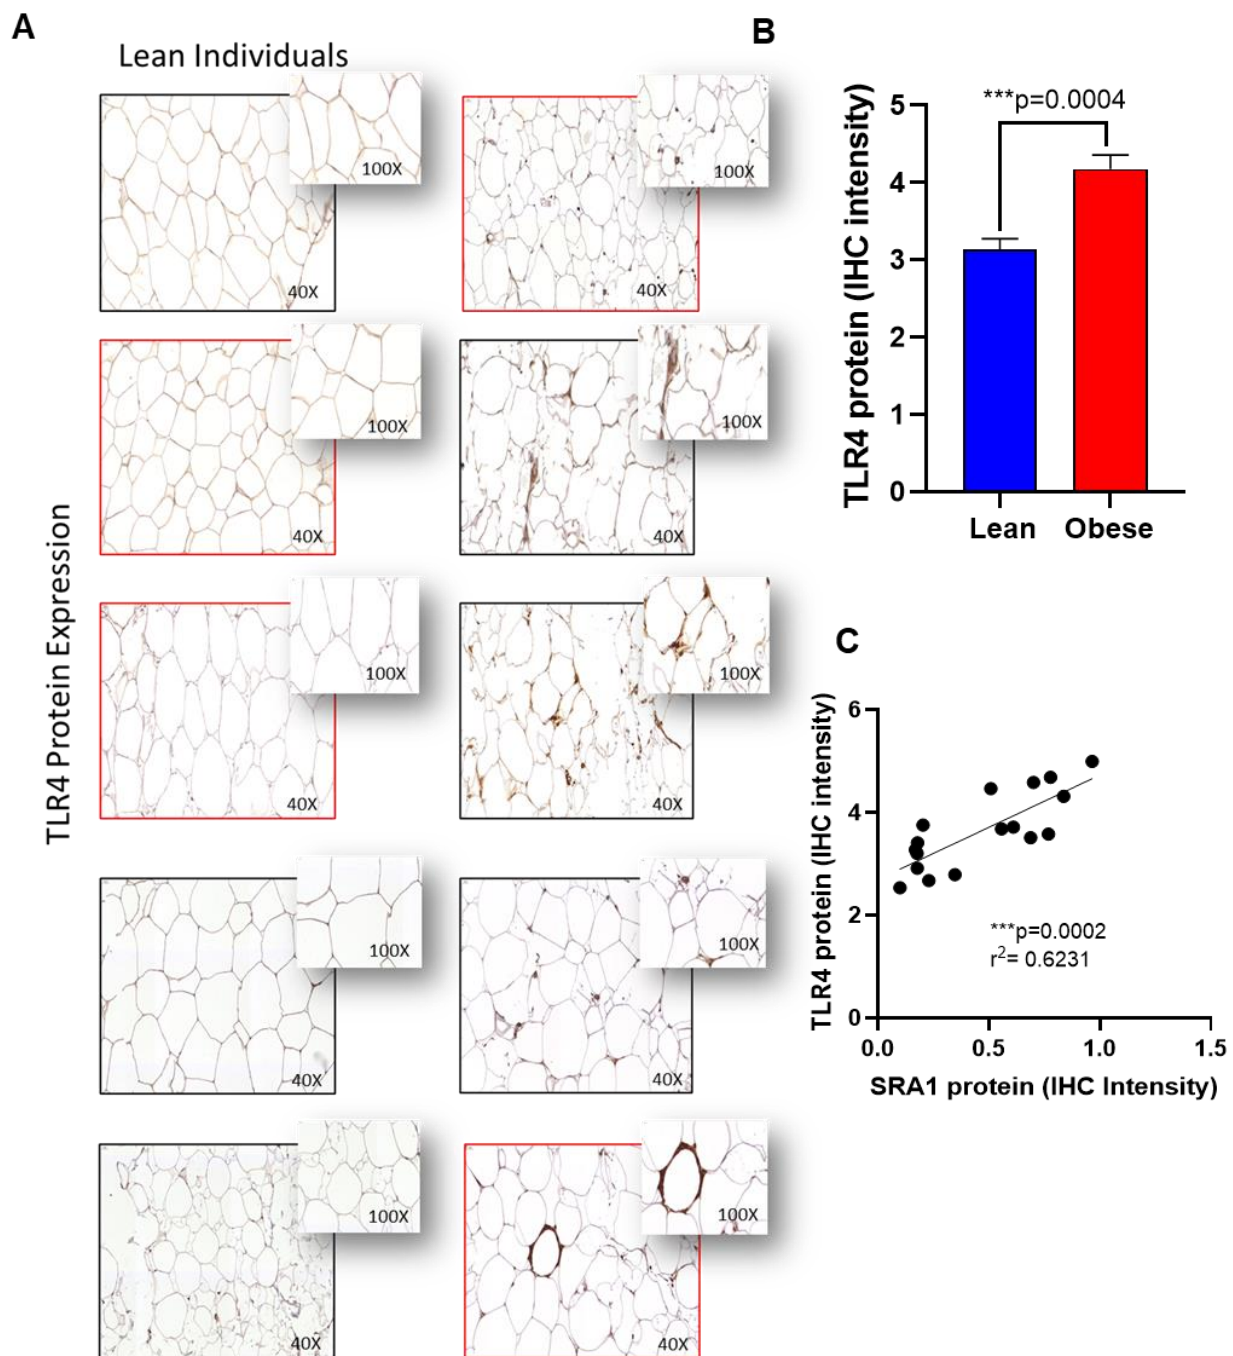 A
Lean Individuals
TLR4 Protein Expression
100X
40X
100X
40X
100X
40X
100X
40X
100X
40X
100X
40X
100X
40X
100X
40X
100X
40X
100X
40X
B
***p=0.0004
TLR4 protein (IHC intensity)
5
4
3
2
1
0
Lean Obese
C
TLR4 protein (IHC intensity)
6
4
2
0
***p=0.0002
r²= 0.6231
0.0 0.5 1.0 1.5
SRA1 protein (IHC Intensity)